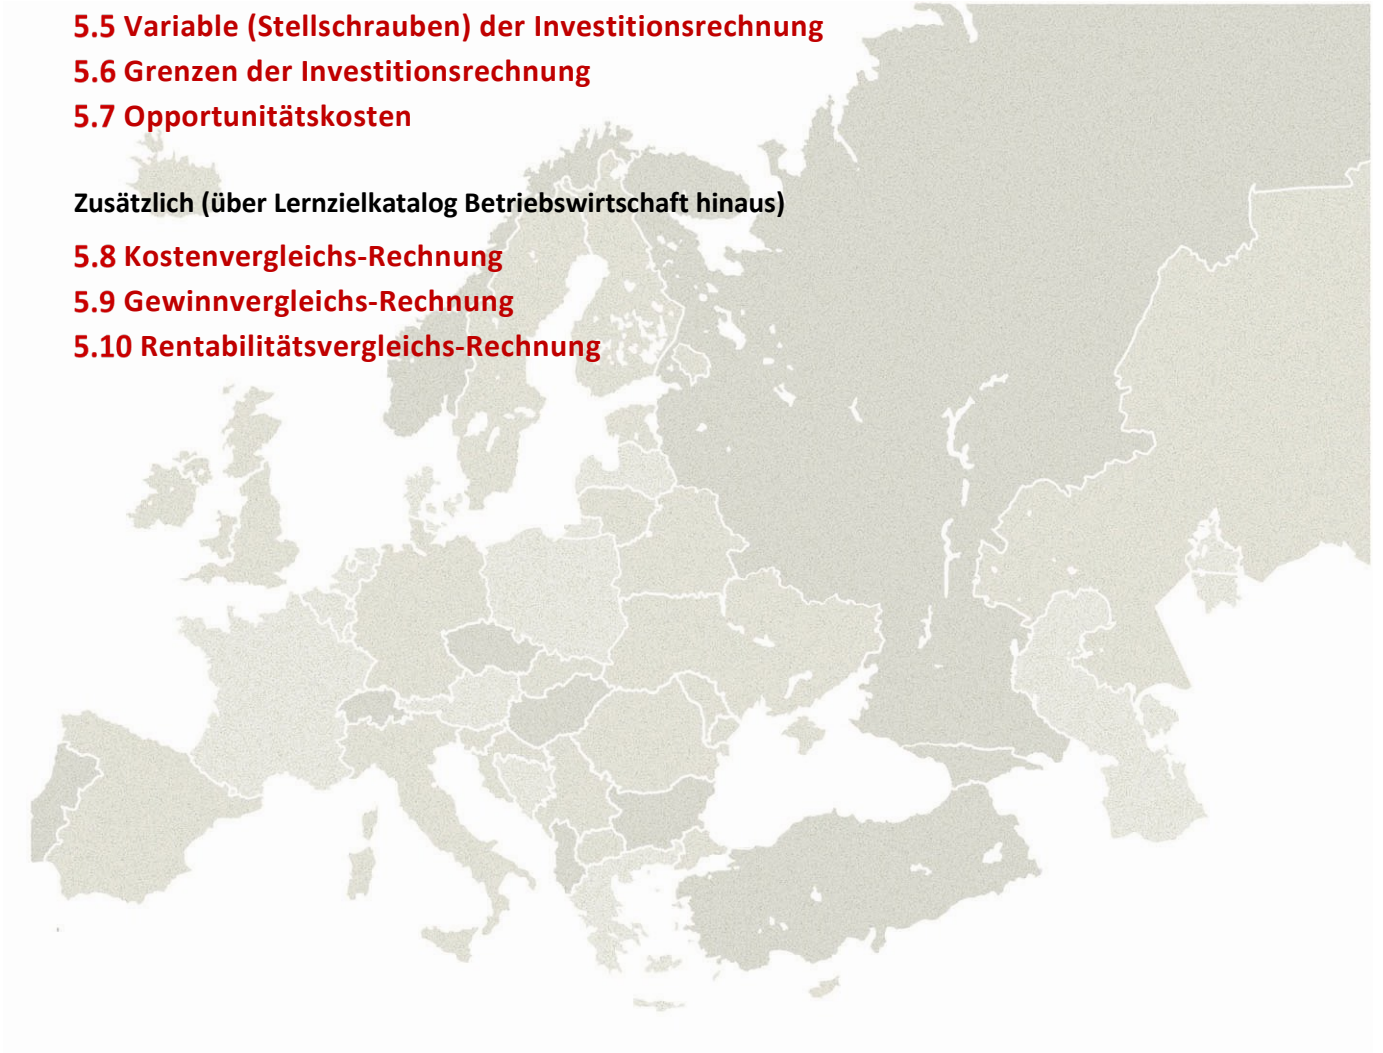 5.5 Variable (Stellschrauben) der Investitionsrechnung
5.6 Grenzen der Investitionsrechnung
5.7 Opportunitätskosten
Zusätzlich (über Lernzielkatalog Betriebswirtschaft hinaus)
5.8 Kostenvergleichs-Rechnung
5.9 Gewinnvergleichs-Rechnung
5.10 Rentabilitätsvergleichs-Rechnung